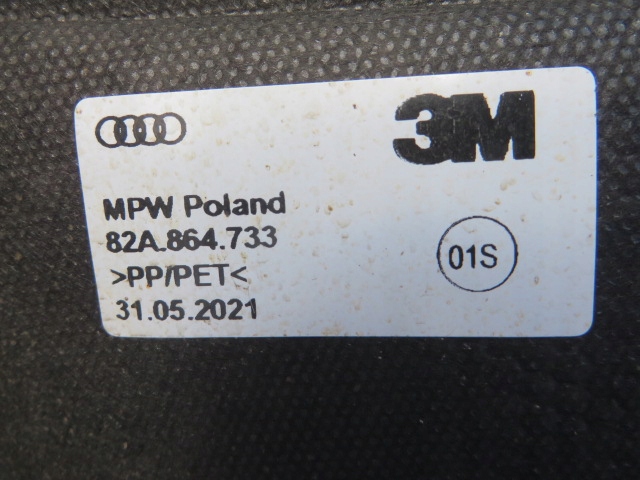 3M
MPW Poland
82A.864.733
>PP/PET<
31.05.2021
01S